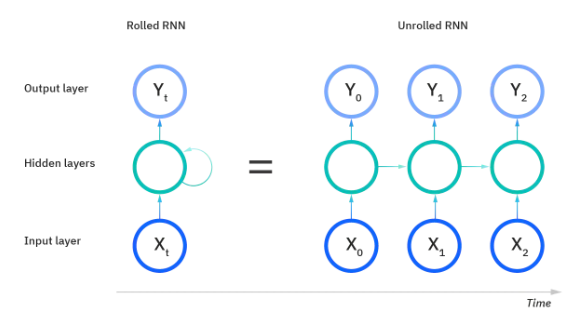 Rolled RNN Unrolled RNN
Output layer Yt Y0 Y1 Y2
Hidden layers =
Input layer Xt X0 X1 X2
Time